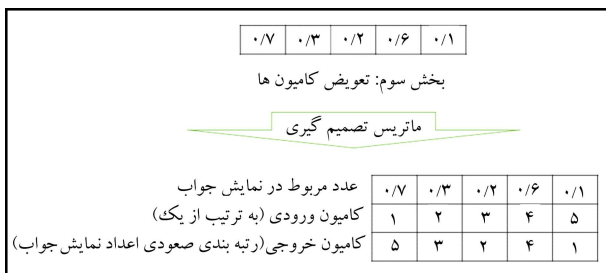 ۰/۷ ۰/۳ ۰/۲ ۰/۶ ۰/۱
بخش سوم: تعویض کامیون ها
ماتریس تصمیم گیری
عدد مربوط در نمایش جواب ۰/۷ ۰/۳ ۰/۲ ۰/۶ ۰/۱
کامیون ورودی (به ترتیب از یک) ۱ ۲ ۳ ۴ ۵
کامیون خروجی(رتبه بندی صعودی اعداد نمایش جواب) ۵ ۳ ۲ ۴ ۱